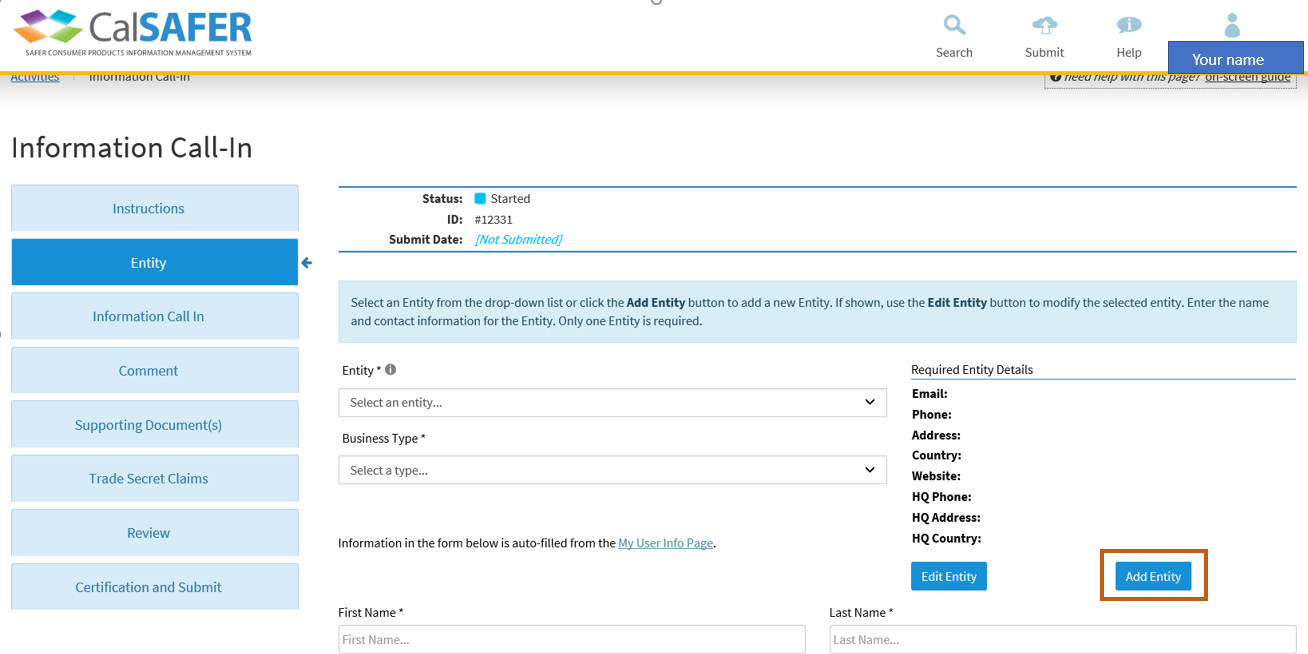 CalSAFER
SAFER CONSUMER PRODUCTS INFORMATION MANAGEMENT SYSTEM
Search
Submit
Help
Your name
Activities
Information Call-In
need help with this page? on-screen guide
Information Call-In
Instructions
Entity
Information Call In
Comment
Supporting Document(s)
Trade Secret Claims
Review
Certification and Submit
Status: Started
ID: #12331
Submit Date: [Not Submitted]
Select an Entity from the drop-down list or click the Add Entity button to add a new Entity. If shown, use the Edit Entity button to modify the selected entity. Enter the name
and contact information for the Entity. Only one Entity is required.
Entity *
Select an entity...
Business Type *
Select a type...
Required Entity Details
Email:
Phone:
Address:
Country:
Website:
HQ Phone:
HQ Address:
HQ Country:
Information in the form below is auto-filled from the My User Info Page.
Edit Entity
Add Entity
First Name *
First Name...
Last Name *
Last Name...